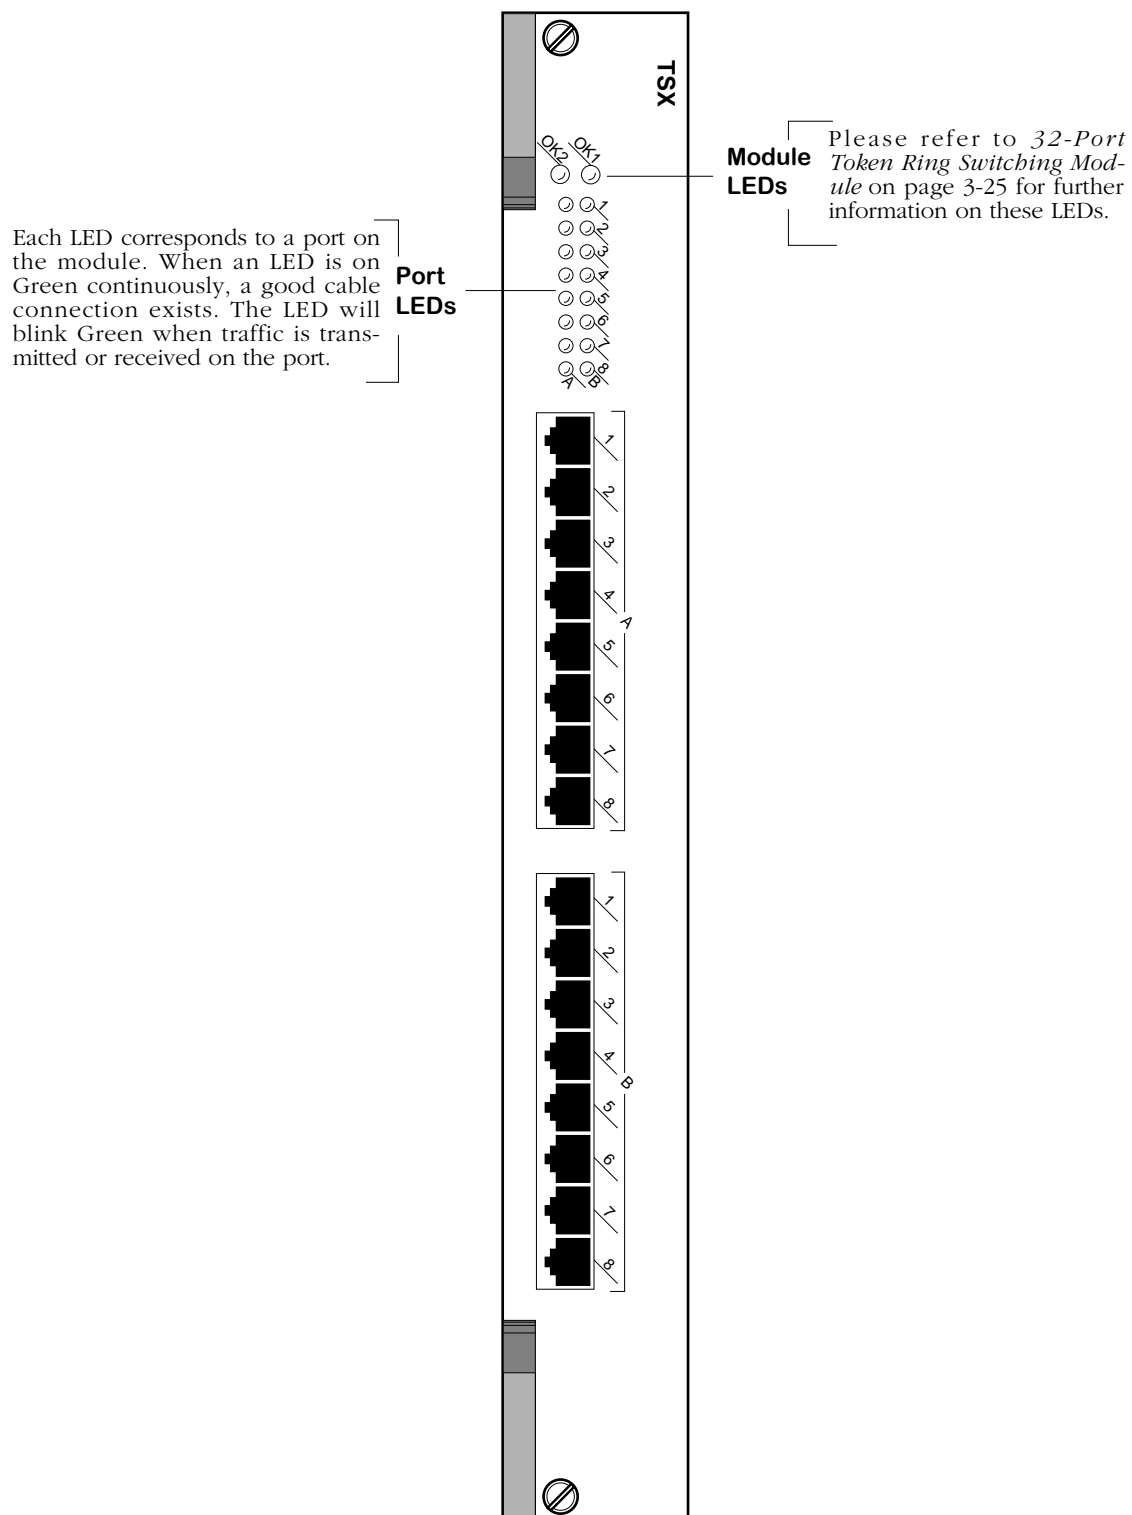 TSX
OK2
OK1
1
2
3
4
5
6
7
8
A
B
Module
LEDs
Please refer to 32-Port
Token Ring Switching Mod-
ule on page 3-25 for further
information on these LEDs.
Each LED corresponds to a port on
the module. When an LED is on
Green continuously, a good cable
connection exists. The LED will
blink Green when traffic is trans-
mitted or received on the port.
Port
LEDs
1
2
3
4
A
5
6
7
8
1
2
3
4
B
5
6
7
8